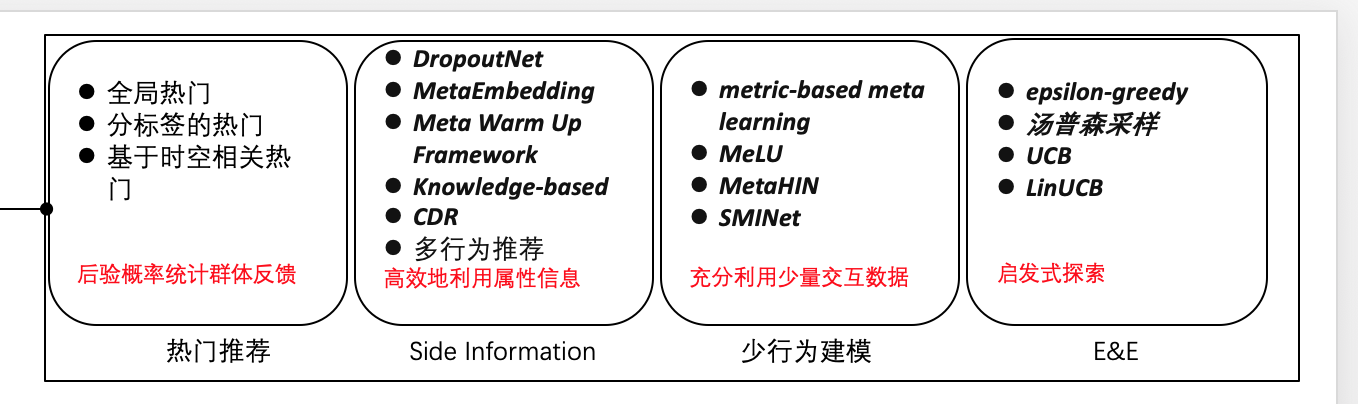 全局热门
分标签的热门
基于时空相关热
门
后验概率统计群体反馈
热门推荐
DropoutNet
MetaEmbedding
Meta Warm Up
Framework
Knowledge-based
CDR
多行为推荐
高效地利用属性信息
Side Information
metric-based meta
learning
MeLU
MetaHIN
SMINet
充分利用少量交互数据
少行为建模
epsilon-greedy
汤普森采样
UCB
LinUCB
启发式探索
E&E